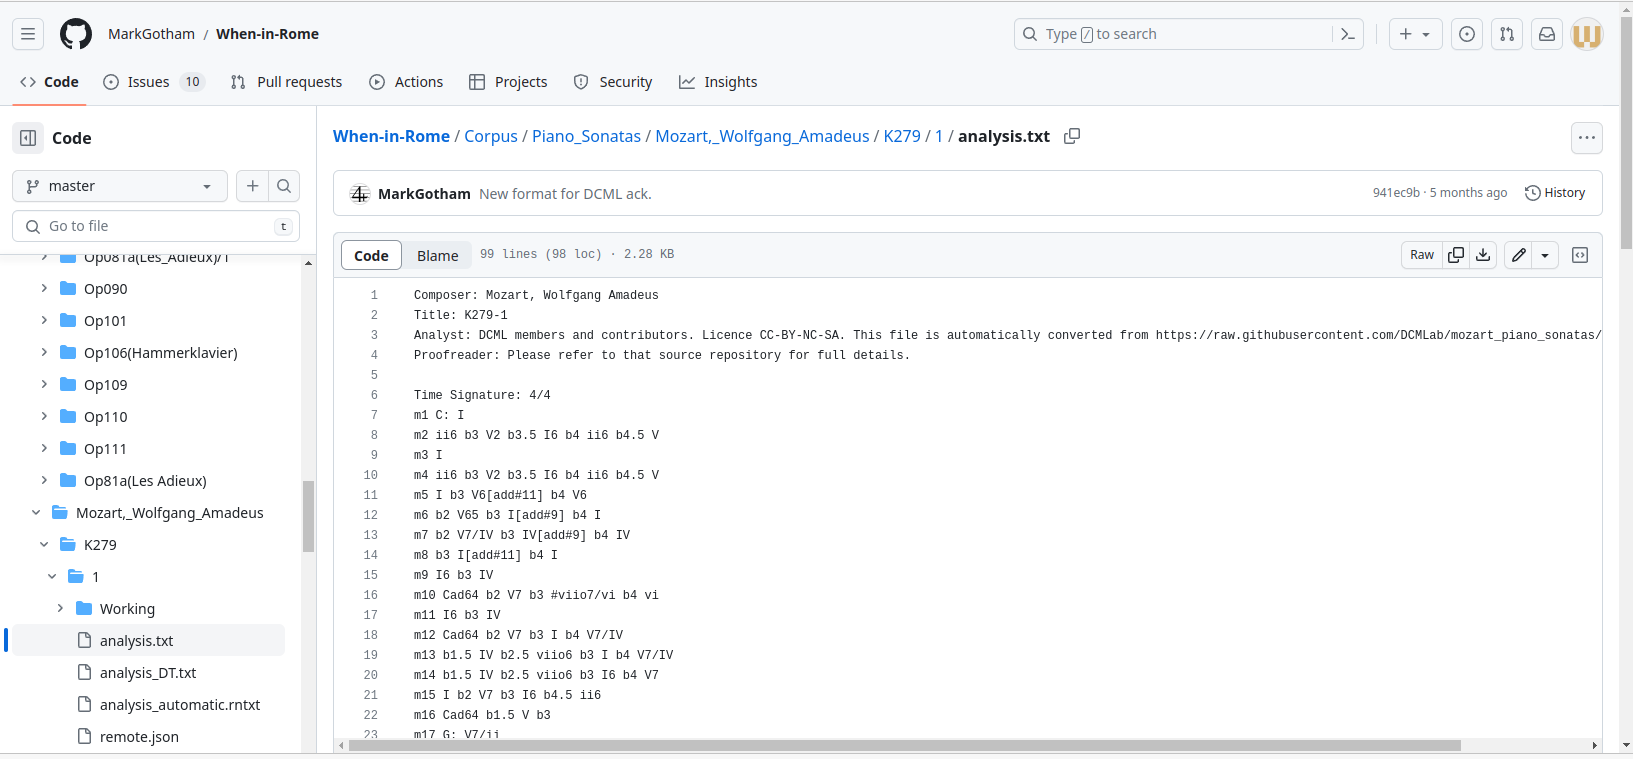 MarkGotham / When-in-Rome
Type / to search
Code
Issues 10
Pull requests
Actions
Projects
Security
Insights
Code
master
Go to file
t
Op081a(Les_Adieux)/1
Op090
Op101
Op106(Hammerklavier)
Op109
Op110
Op111
Op81a(Les Adieux)
Mozart,_Wolfgang_Amadeus
K279
1
Working
analysis.txt
analysis_DT.txt
analysis_automatic.rntxt
remote.json
When-in-Rome / Corpus / Piano_Sonatas / Mozart,_Wolfgang_Amadeus / K279 / 1 / analysis.txt
MarkGotham New format for DCML ack.
941ec9b · 5 months ago
History
Code
Blame
99 lines (98 loc) · 2.28 KB
Raw
1 Composer: Mozart, Wolfgang Amadeus
2 Title: K279-1
3 Analyst: DCML members and contributors. Licence CC-BY-NC-SA. This file is automatically converted from https://raw.githubusercontent.com/DCMLab/mozart_piano_sonatas/
4 Proofreader: Please refer to that source repository for full details.
5
6 Time Signature: 4/4
7 m1 C: I
8 m2 ii6 b3 V2 b3.5 I6 b4 ii6 b4.5 V
9 m3 I
10 m4 ii6 b3 V2 b3.5 I6 b4 ii6 b4.5 V
11 m5 I b3 V6[add#11] b4 V6
12 m6 b2 V65 b3 I[add#9] b4 I
13 m7 b2 V7/IV b3 IV[add#9] b4 IV
14 m8 b3 I[add#11] b4 I
15 m9 I6 b3 IV
16 m10 Cad64 b2 V7 b3 #viio7/vi b4 vi
17 m11 I6 b3 IV
18 m12 Cad64 b2 V7 b3 I b4 V7/IV
19 m13 b1.5 IV b2.5 viio6 b3 I b4 V7/IV
20 m14 b1.5 IV b2.5 viio6 b3 I6 b4 V7
21 m15 I b2 V7 b3 I6 b4.5 ii6
22 m16 Cad64 b1.5 V b3
23 m17 G: V7/ii